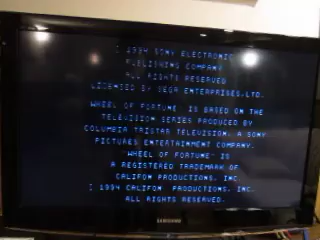 © 1994 SONY ELECTRONIC
PUBLISHING COMPANY
ALL RIGHTS RESERVED
LICENSED BY SEGA ENTERPRISES,LTD.
WHEEL OF FORTUNE IS BASED ON THE
TELEVISION SERIES PRODUCED BY
COLUMBIA TRISTAR TELEVISION, A SONY
PICTURES ENTERTAINMENT COMPANY.
"WHEEL OF FORTUNE" IS
A REGISTERED TRADEMARK OF
CALIFON PRODUCTIONS, INC
© 1994 CALIFON PRODUCTIONS, INC.
ALL RIGHTS RESERVED.
SAMSUNG